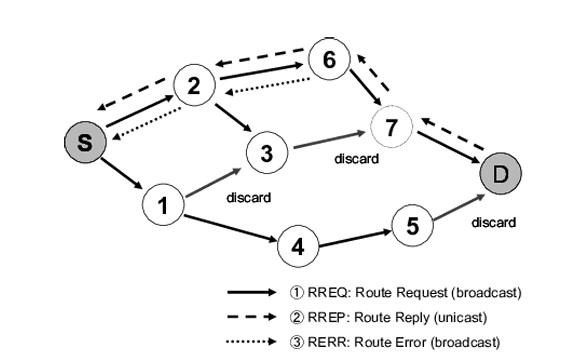 6
2
7
S
3
discard
D
1
discard
5
discard
4
① RREQ: Route Request (broadcast)
② RREP: Route Reply (unicast)
③ RERR: Route Error (broadcast)